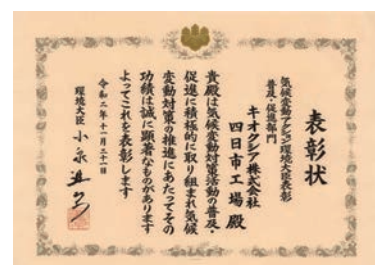 表彰状
気候変動アクション環境大臣表彰
普及・促進部門
キオクシア株式会社
四日市工場 殿
貴殿は気候変動対策活動の普及・
促進に積極的に取り組まれ気候
変動対策の推進にあたってその
功績は誠に顕著なものがあります
よってこれを表彰します
令和二年十一月二十一日
環境大臣 小泉進次郎